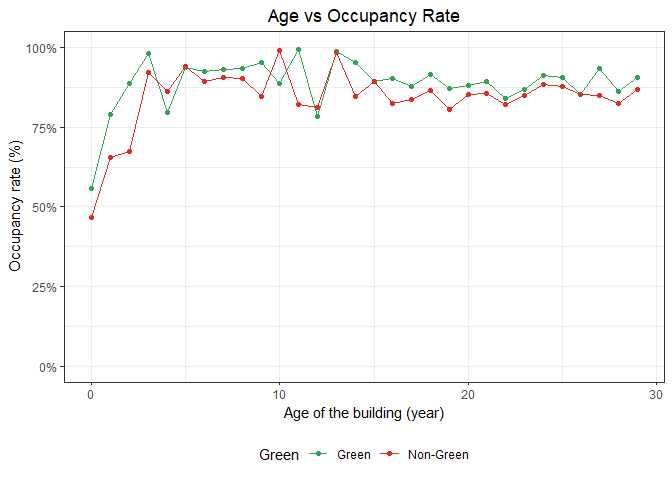 Age vs Occupancy Rate
100%
75%
50%
25%
0%
Occupancy rate (%)
0 10 20 30
Age of the building (year)
Green Green Non-Green